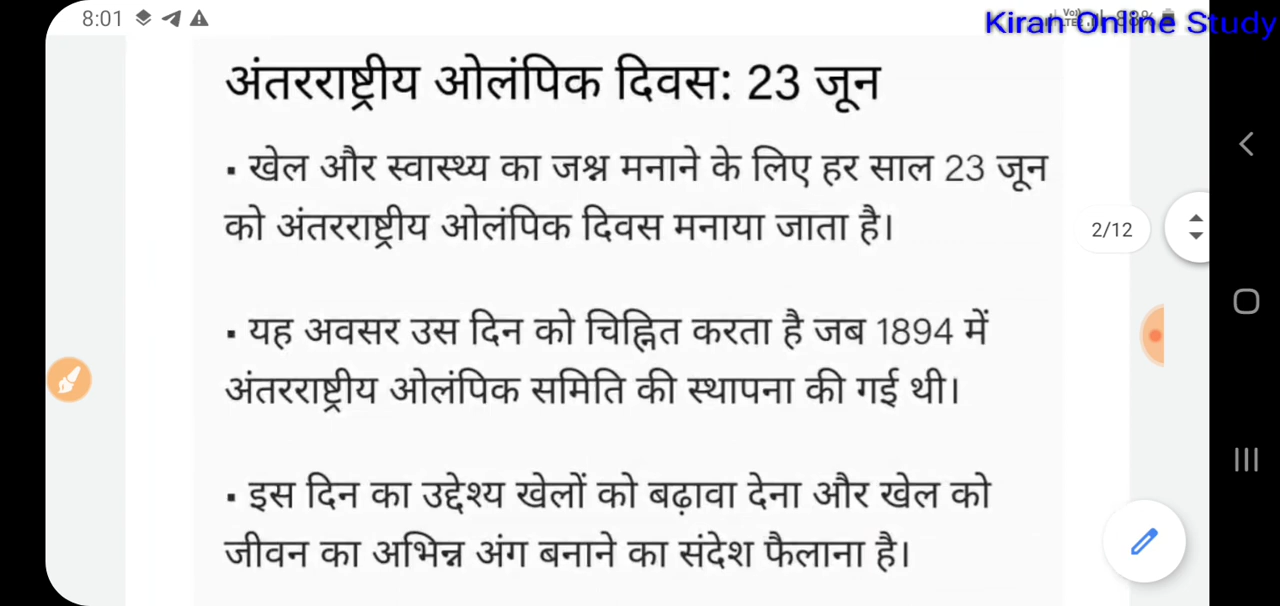 8:01
Kiran Online Study
अंतरराष्ट्रीय ओलंपिक दिवस: 23 जून
▪ खेल और स्वास्थ्य का जश्न मनाने के लिए हर साल 23 जून
को अंतरराष्ट्रीय ओलंपिक दिवस मनाया जाता है।
2/12
▪ यह अवसर उस दिन को चिह्नित करता है जब 1894 में
अंतरराष्ट्रीय ओलंपिक समिति की स्थापना की गई थी।
▪ इस दिन का उद्देश्य खेलों को बढ़ावा देना और खेल को
जीवन का अभिन्न अंग बनाने का संदेश फैलाना है।